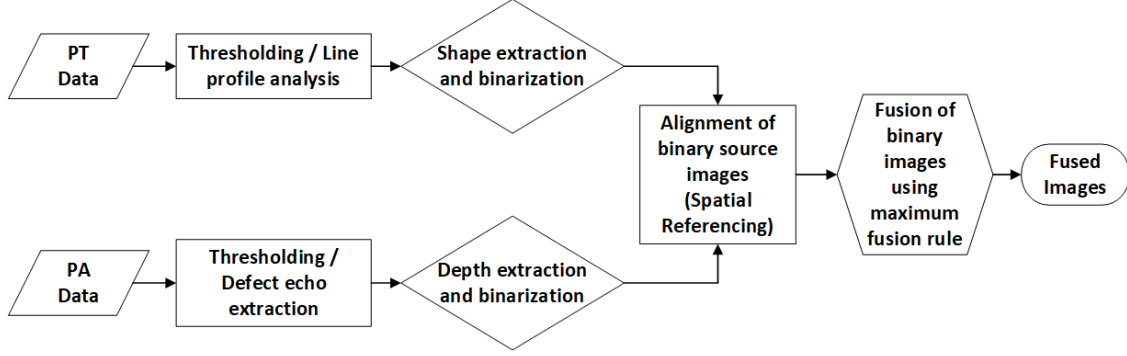 PT
Data
Thresholding / Line
profile analysis
Shape extraction
and binarization
PA
Data
Thresholding /
Defect echo
extraction
Depth extraction
and binarization
Alignment of
binary source
images
(Spatial
Referencing)
Fusion of
binary
images
using
maximum
fusion rule
Fused
Images